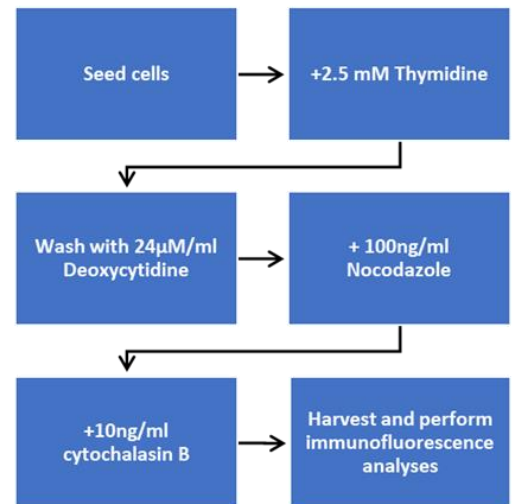 Seed cells
+2.5 mM Thymidine
Wash with 24µM/ml
Deoxycytidine
+ 100ng/ml
Nocodazole
+10ng/ml
cytochalasin B
Harvest and perform
immunofluorescence
analyses